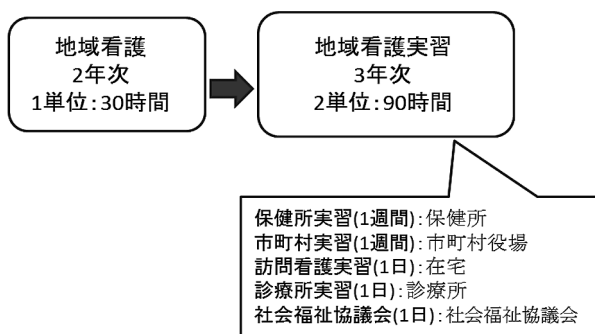 地域看護
2年次
1単位:30時間
地域看護実習
3年次
2単位:90時間
保健所実習(1週間):保健所
市町村実習(1週間):市町村役場
訪問看護実習(1日):在宅
診療所実習(1日):診療所
社会福祉協議会(1日):社会福祉協議会